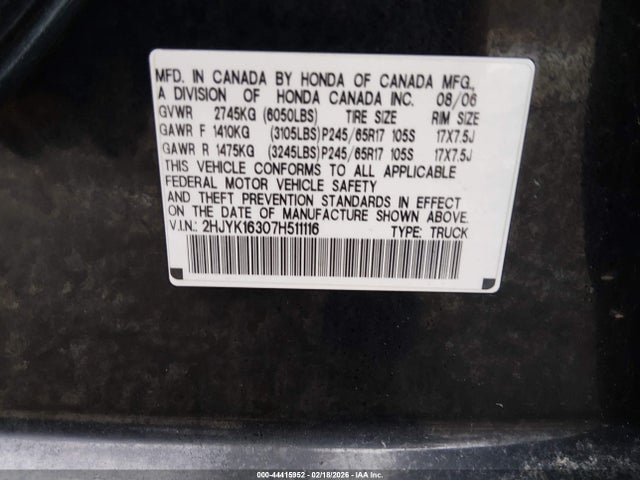 MFD. IN CANADA BY HONDA OF CANADA MFG.,
A DIVISION OF HONDA CANADA INC. 08/06
GVWR 2745KG (6050LBS) TIRE SIZE RIM SIZE
GAWR F 1410KG (3105LBS)P245/65R17 105S 17X7.5J
GAWR R 1475KG (3245LBS)P245/65R17 105S 17X7.5J
THIS VEHICLE CONFORMS TO ALL APPLICABLE
FEDERAL MOTOR VEHICLE SAFETY
AND THEFT PREVENTION STANDARDS IN EFFECT
ON THE DATE OF MANUFACTURE SHOWN ABOVE.
V.I.N.: 2HJYK16307H511116 TYPE: TRUCK
000-44415952 - 02/18/2026 - IAA Inc.